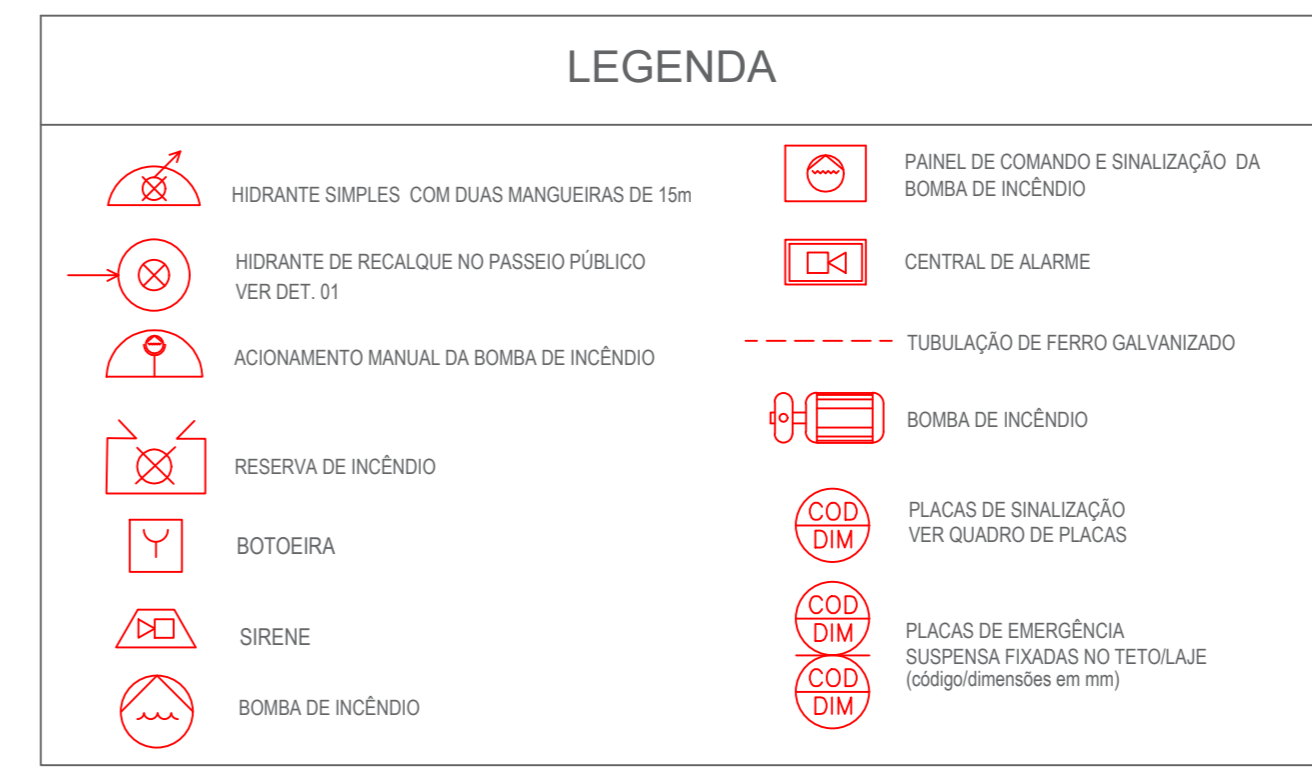 LEGENDA
HIDRANTE SIMPLES COM DUAS MANGUEIRAS DE 15m
HIDRANTE DE RECALQUE NO PASSEIO PÚBLICO
VER DET. 01
ACIONAMENTO MANUAL DA BOMBA DE INCÊNDIO
RESERVA DE INCÊNDIO
BOTOEIRA
SIRENE
BOMBA DE INCÊNDIO
PAINEL DE COMANDO E SINALIZAÇÃO DA
BOMBA DE INCÊNDIO
CENTRAL DE ALARME
TUBULAÇÃO DE FERRO GALVANIZADO
BOMBA DE INCÊNDIO
COD
DIM
PLACAS DE SINALIZAÇÃO
VER QUADRO DE PLACAS
COD
DIM
COD
DIM
PLACAS DE EMERGÊNCIA
SUSPENSA FIXADAS NO TETO/LAJE
(código/dimensões em mm)